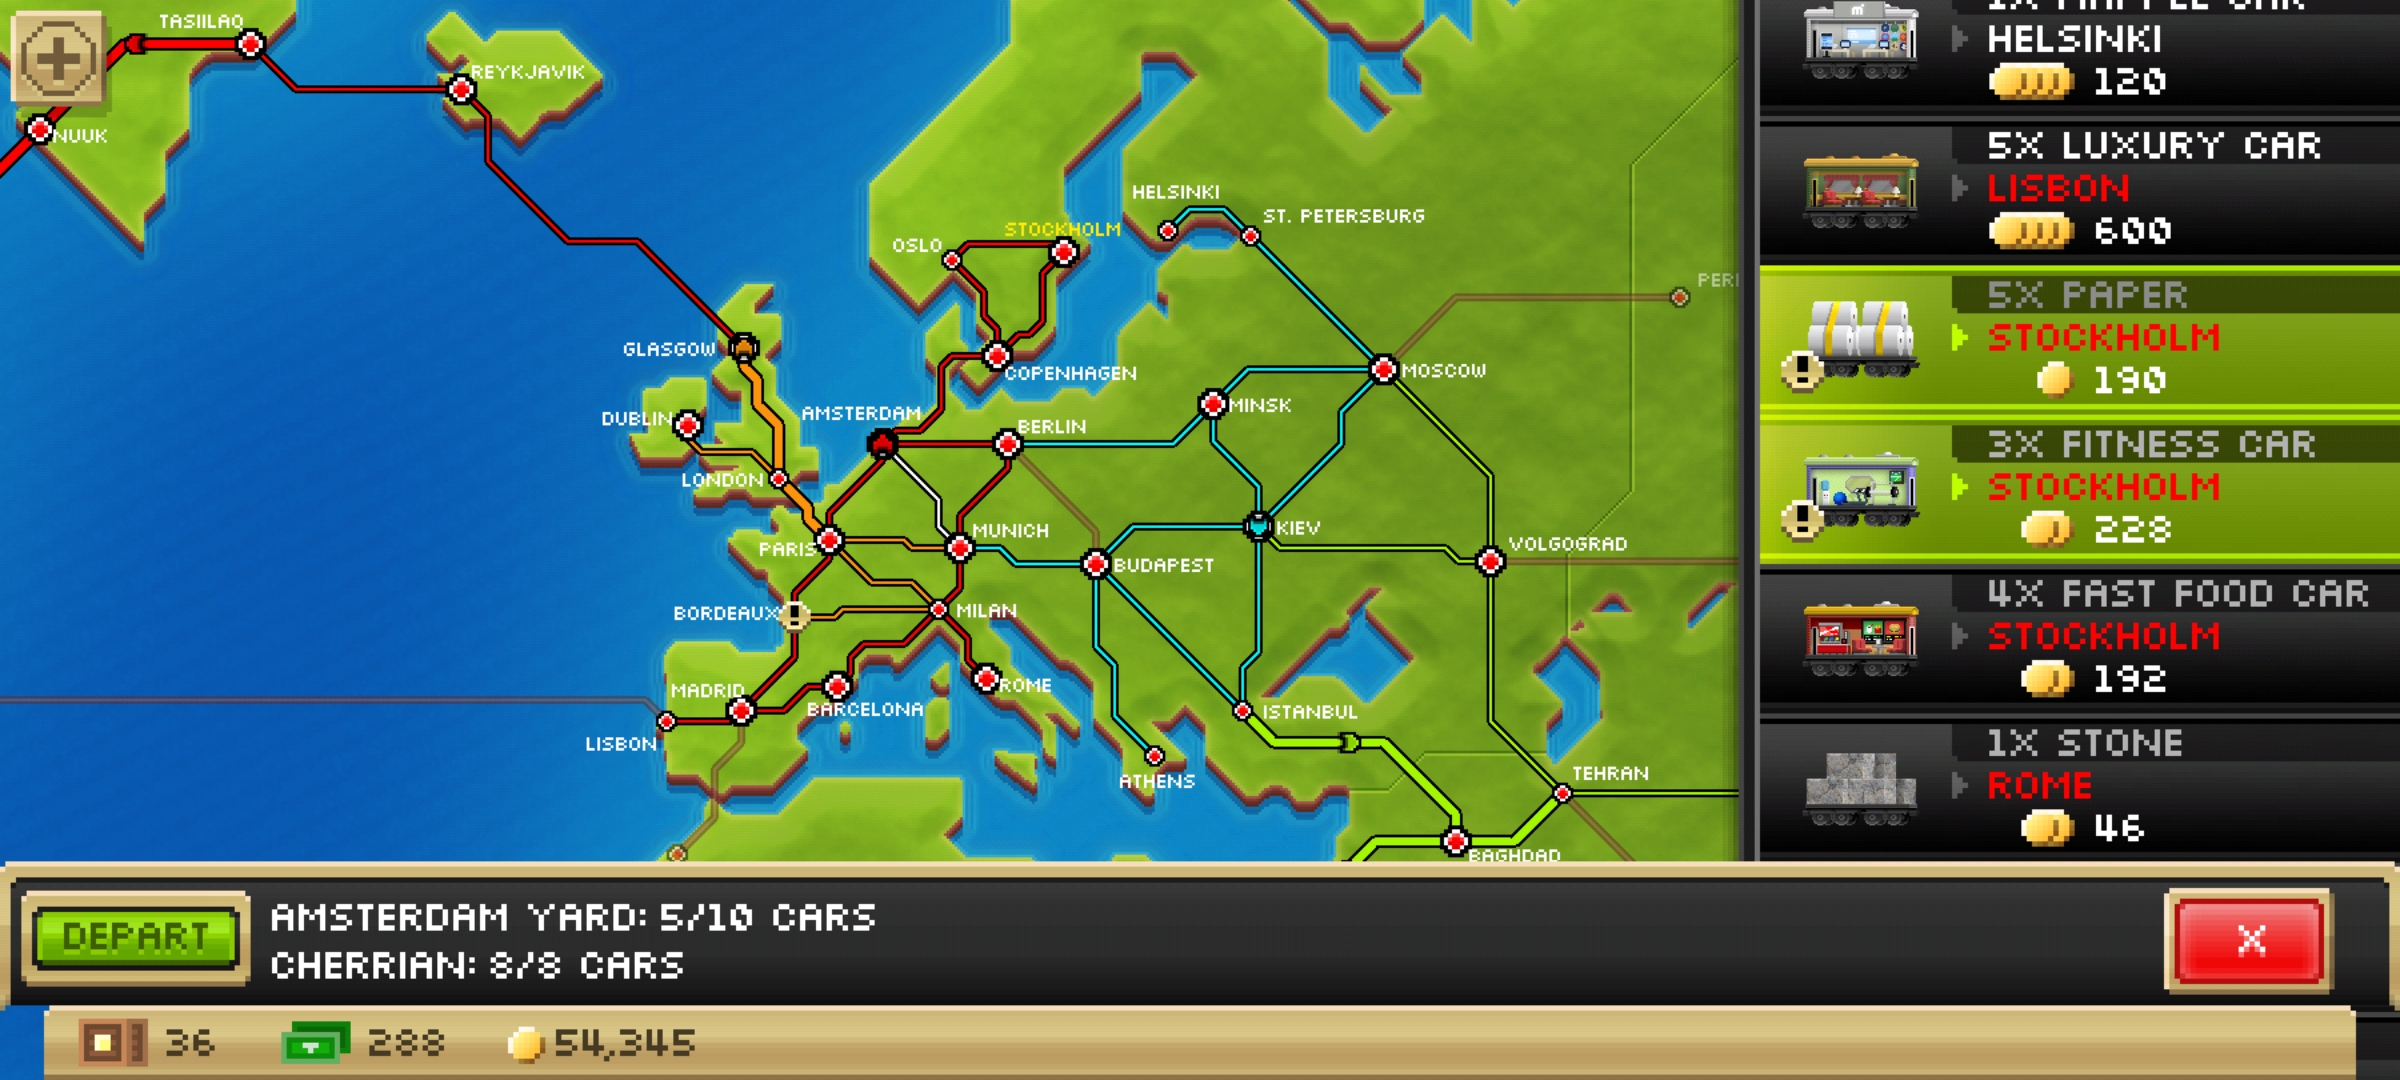 TASIILAQ
REYKJAVIK
NUUK
HELSINKI
ST. PETERSBURG
STOCKHOLM
OSLO
GLASGOW
COPENHAGEN
MOSCOW
DUBLIN
AMSTERDAM
BERLIN
MINSK
LONDON
PARIS
MUNICH
KIEV
VOLGOGRAD
BUDAPEST
BORDEAUX
MILAN
MADRID
ROME
BARCELONA
ISTANBUL
LISBON
ATHENS
TEHRAN
BAGHDAD
HELSINKI
120
5X LUXURY CAR
LISBON
600
5X PAPER
STOCKHOLM
190
3X FITNESS CAR
STOCKHOLM
228
4X FAST FOOD CAR
STOCKHOLM
192
1X STONE
ROME
46
DEPART
AMSTERDAM YARD: 5/10 CARS
CHERRIAN: 8/8 CARS
X
36
288
54,345